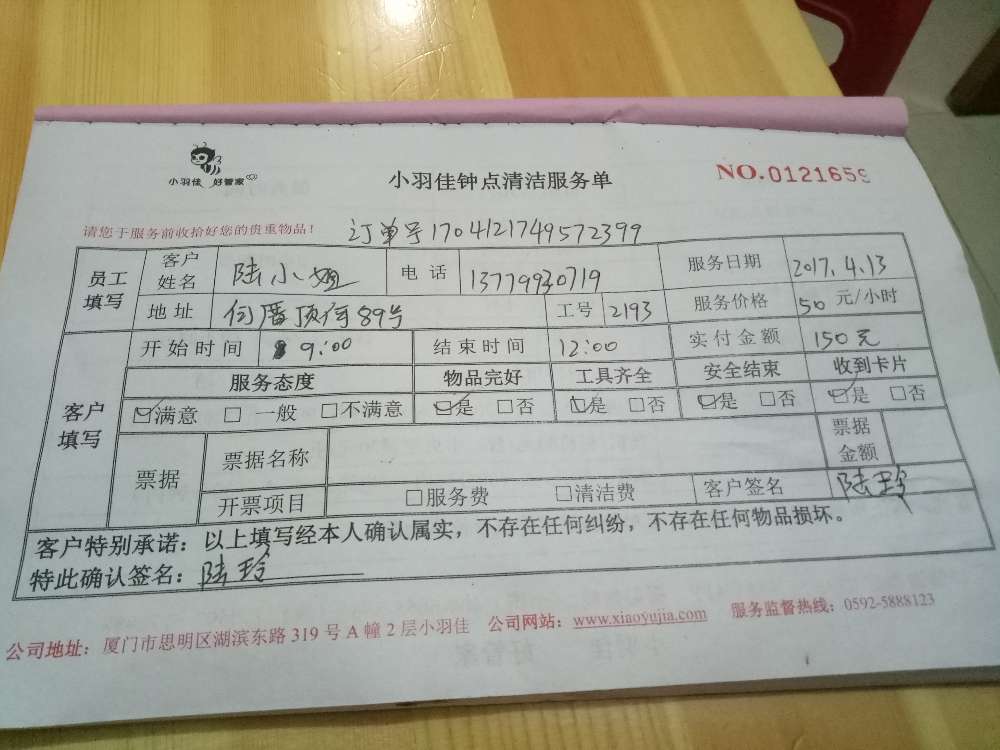 小羽佳 好管家
小羽佳钟点清洁服务单
NO.0121659
请您于服务前收拾好您的贵重物品！
订单号1704121749572399
员工填写 客户姓名 陆小姐 电话 13779930719 服务日期 2017.4.13
地址 何厝顶何89号 工号 2193 服务价格 50 元/小时
客户填写 开始时间 9:00 结束时间 12:00 实付金额 150元
服务态度 物品完好 工具齐全 安全结束 收到卡片
☑满意 □一般 □不满意 ☑是 □否 ☑是 □否 ☑是 □否 ☑是 □否
票据 票据名称 票据金额
开票项目 □服务费 □清洁费 客户签名 陆玲
客户特别承诺：以上填写经本人确认属实，不存在任何纠纷，不存在任何物品损坏。
特此确认签名：陆玲
公司地址：厦门市思明区湖滨东路319号A幢2层小羽佳 公司网站：www.xiaoyujia.com 服务监督热线：0592-5888123